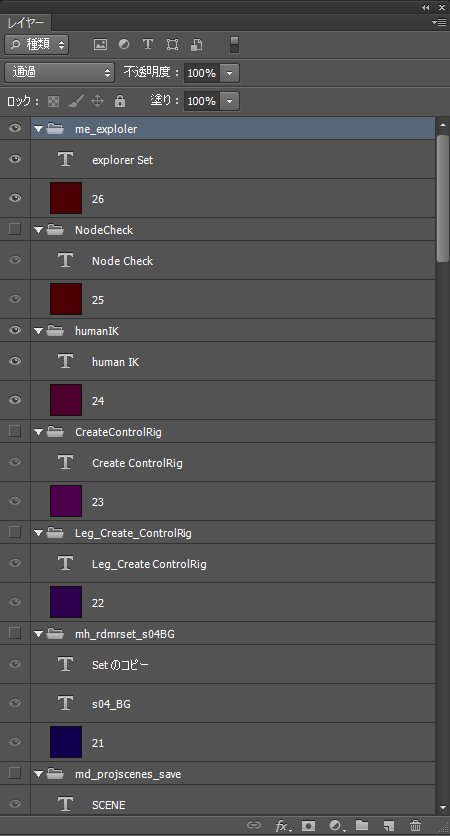 レイヤー
種類
通過
不透明度 : 100%
ロック : 塗り : 100%
me_exploler
explorer Set
26
NodeCheck
Node Check
25
humanIK
human IK
24
CreateControlRig
Create ControlRig
23
Leg_Create_ControlRig
Leg_Create ControlRig
22
mh_rdmrset_s04BG
Set のコピー
s04_BG
21
md_projscenes_save
SCENE
fx